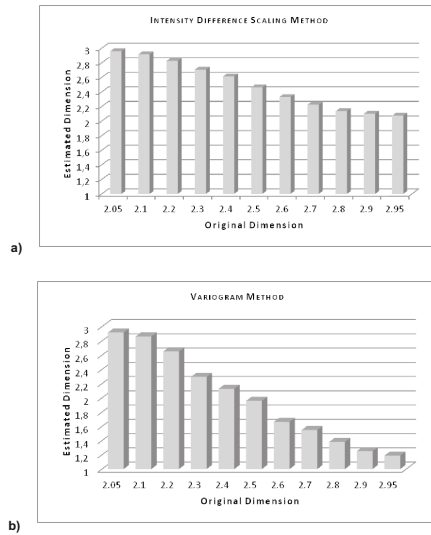 INTENSITY DIFFERENCE SCALING METHOD
3
2,8
2,6
2,4
2,2
2
1,8
1,6
1,4
1,2
1
Estimated Dimension
2.05 2.1 2.2 2.3 2.4 2.5 2.6 2.7 2.8 2.9 2.95
Original Dimension
a)
VARIOGRAM METHOD
3
2,8
2,6
2,4
2,2
2
1,8
1,6
1,4
1,2
1
Estimated Dimension
2.05 2.1 2.2 2.3 2.4 2.5 2.6 2.7 2.8 2.9 2.95
Original Dimension
b)